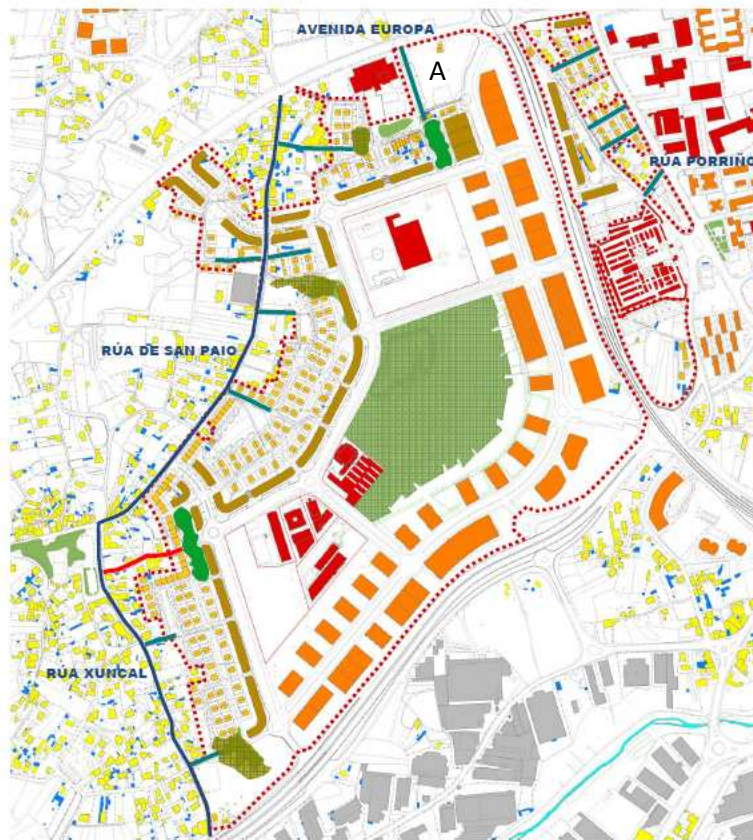 AVENIDA EUROPA
A
RÚA PORRIÑO
RÚA DE SAN PAIO
RÚA XUNCAL